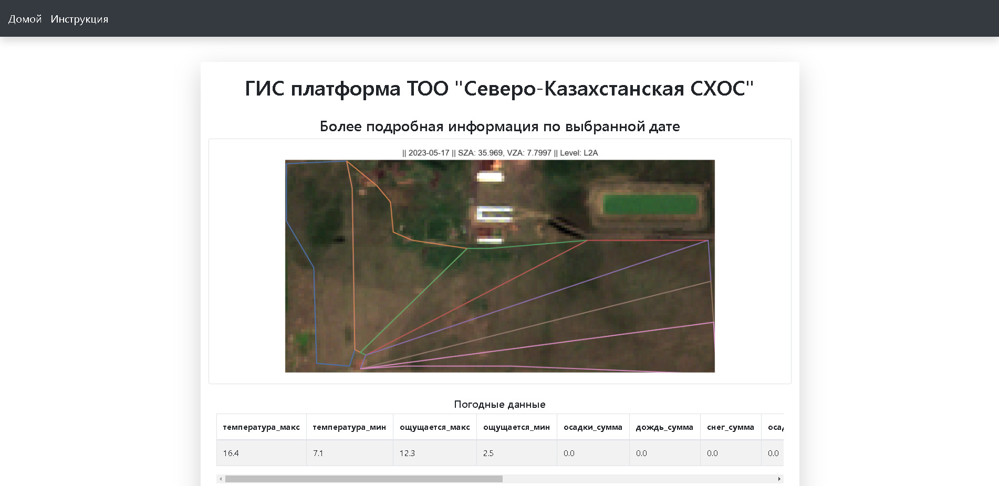 Домой Инструкция
ГИС платформа ТОО "Северо-Казахстанская СХОС"
Более подробная информация по выбранной дате
|| 2023-05-17 || SZA: 35.969, VZA: 7.7997 || Level: L2A
Погодные данные
температура_макс температура_мин ощущается_макс ощущается_мин осадки_сумма дождь_сумма снег_сумма
16.4 7.1 12.3 2.5 0.0 0.0 0.0 0.0